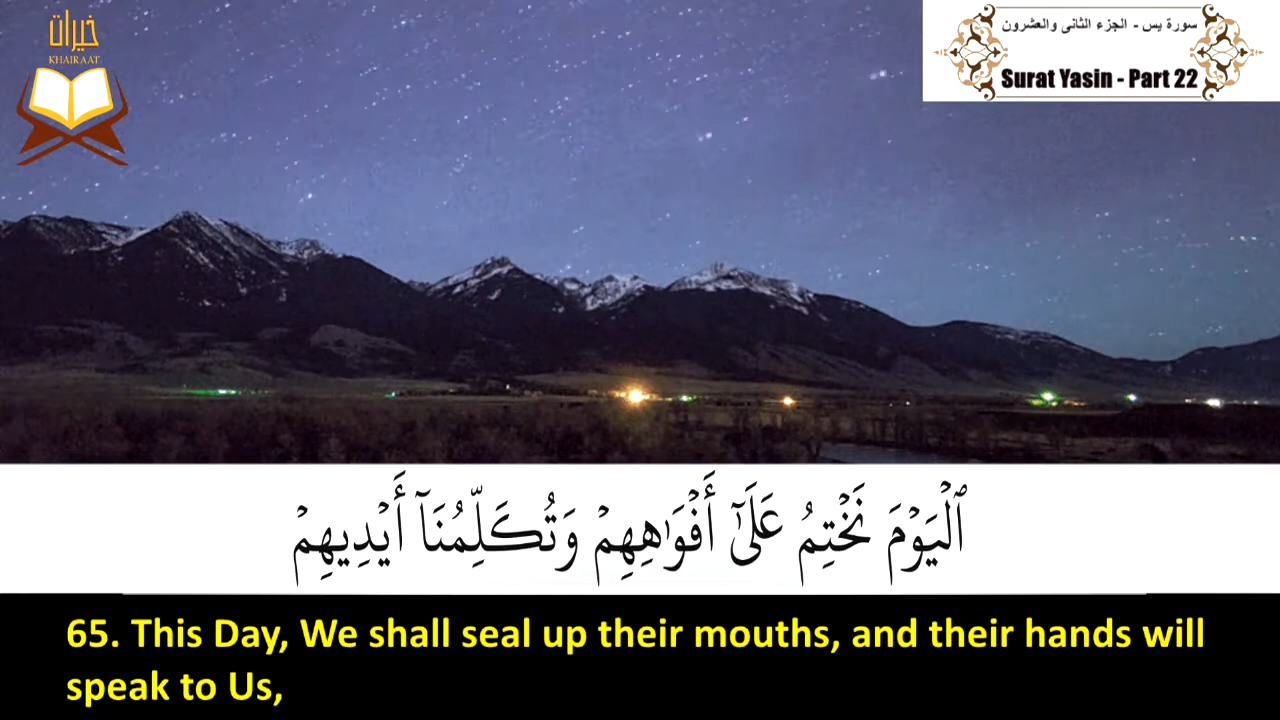 خيرات
KHAIRAAT
سورة يس - الجزء الثانى والعشرون
Surat Yasin - Part 22
ٱلْيَوْمَ نَخْتِمُ عَلَىٰٓ أَفْوَٰهِهِمْ وَتُكَلِّمُنَآ أَيْدِيهِمْ
65. This Day, We shall seal up their mouths, and their hands will
speak to Us,